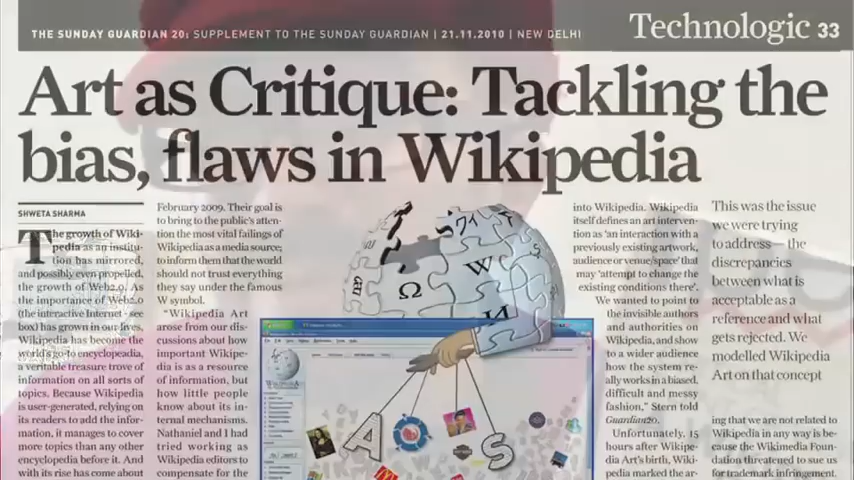 THE SUNDAY GUARDIAN 20: SUPPLEMENT TO THE SUNDAY GUARDIAN | 21.11.2010 | NEW DELHI
Technologic 33
Art as Critique: Tackling the
bias, flaws in Wikipedia
SHWETA SHARMA
The growth of Wiki-
pedia as an institu-
tion has mirrored,
and possibly even propelled,
the growth of Web2.0. As
the importance of Web2.0
(the interactive Internet - see
box) has grown in our lives,
Wikipedia has become the
world's go-to encyclopaedia,
a veritable treasure trove of
information on all sorts of
topics. Because Wikipedia
is user-generated, relying on
its readers to add the infor-
mation, it manages to cover
more topics than any other
encyclopedia before it. And
with its rise has come about
February 2009. Their goal is
to bring to the public's atten-
tion the most vital failings of
Wikipedia as a media source;
to inform them that the world
should not trust everything
they say under the famous
W symbol.
"Wikipedia Art
arose from our dis-
cussions about how
important Wikipe-
dia is as a resource
of information, but
how little people
know about its in-
ternal mechanisms.
Nathaniel and I had
tried working as
Wikipedia editors to
compensate for the
Ω
W
И
WIKIPEDIA
A
S
into Wikipedia. Wikipedia
itself defines an art interven-
tion as 'an interaction with a
previously existing artwork,
audience or venue/space' that
may 'attempt to change the
existing conditions there'.
We wanted to point to
the invisible authors
and authorities on
Wikipedia, and show
to a wider audience
how the system re-
ally works in a biased,
difficult and messy
fashion," Stern told
Guardian20.
Unfortunately, 15
hours after Wikipe-
dia Art's birth, Wiki-
pedia marked the ar-
This was the issue
we were trying
to address — the
discrepancies
between what is
acceptable as a
reference and what
gets rejected. We
modelled Wikipedia
Art on that concept
ing that we are not related to
Wikipedia in any way is be-
cause the Wikimedia Foun-
dation threatened to sue us
for trademark infringement.